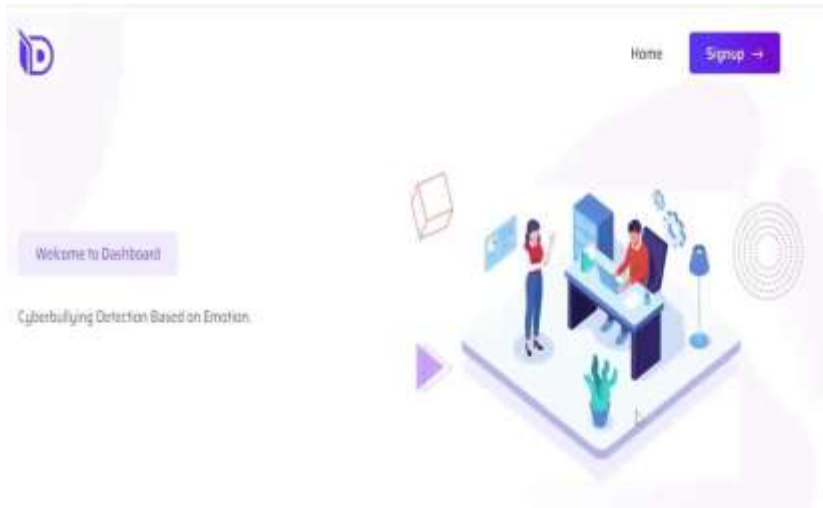 D
Home
Signup →
Welcome to Dashboard
Cyberbullying Detection Based on Emotion.